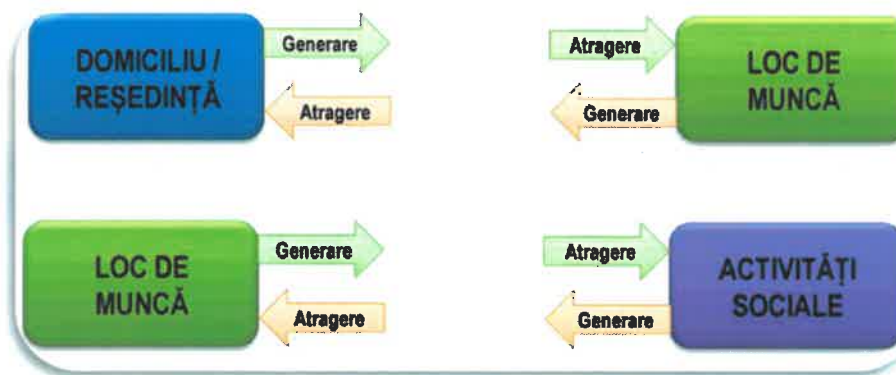 DOMICILIU /
REȘEDINȚĂ
Generare
Atragere
Atragere
Generare
LOC DE
MUNCĂ
LOC DE
MUNCĂ
Generare
Atragere
Atragere
Generare
ACTIVITĂȚI
SOCIALE